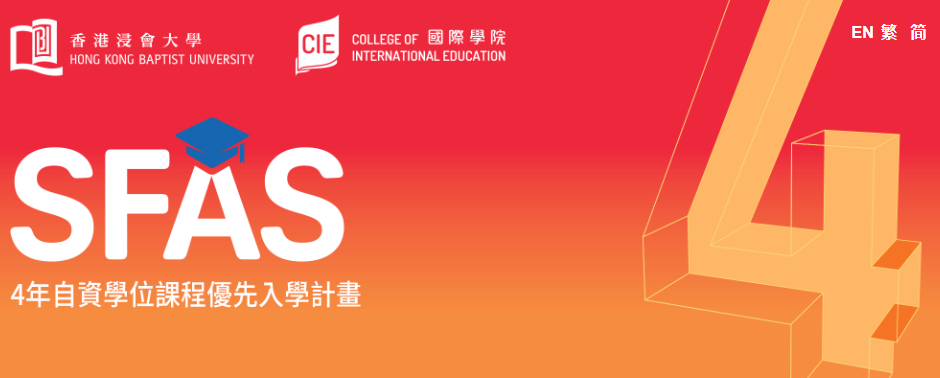 香港浸會大學
HONG KONG BAPTIST UNIVERSITY
CIE
COLLEGE OF 國際學院
INTERNATIONAL EDUCATION
EN 繁 简
SFAS
4年自資學位課程優先入學計畫
4